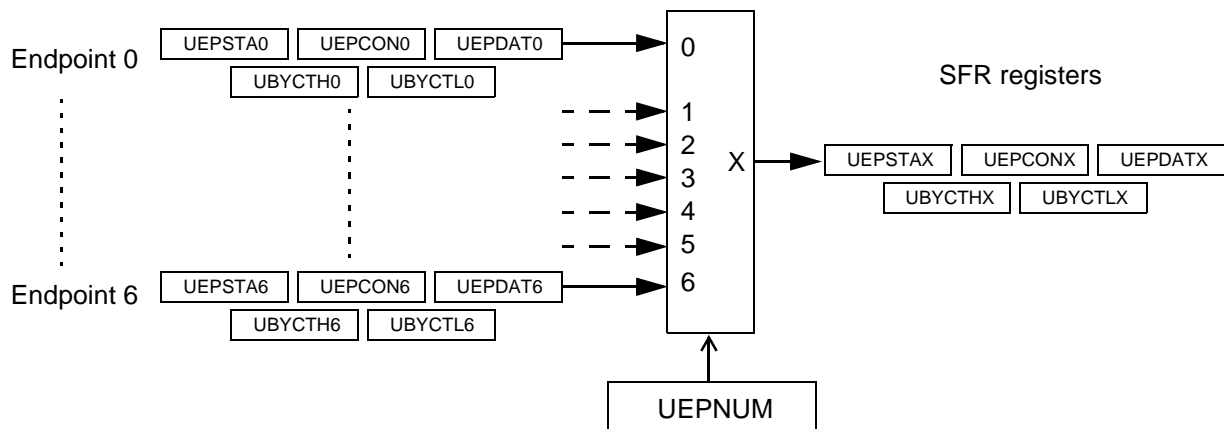 Endpoint 0
UEPSTA0 UEPCON0 UEPDAT0
UBYCTH0 UBYCTL0
0
SFR registers
1
2
3
4
5
6
X
UEPSTAX UEPCONX UEPDATX
UBYCTHX UBYCTLX
Endpoint 6
UEPSTA6 UEPCON6 UEPDAT6
UBYCTH6 UBYCTL6
UEPNUM